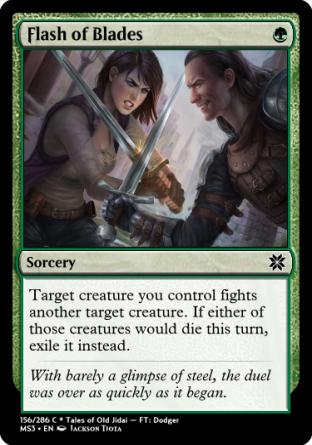 Flash of Blades
Sorcery
Target creature you control fights
another target creature. If either of
those creatures would die this turn,
exile it instead.
With barely a glimpse of steel, the duel
was over as quickly as it began.
156/286 C * Tales of Old Jidai — FT: Dodger
MS3 • EN Jackson Tjota